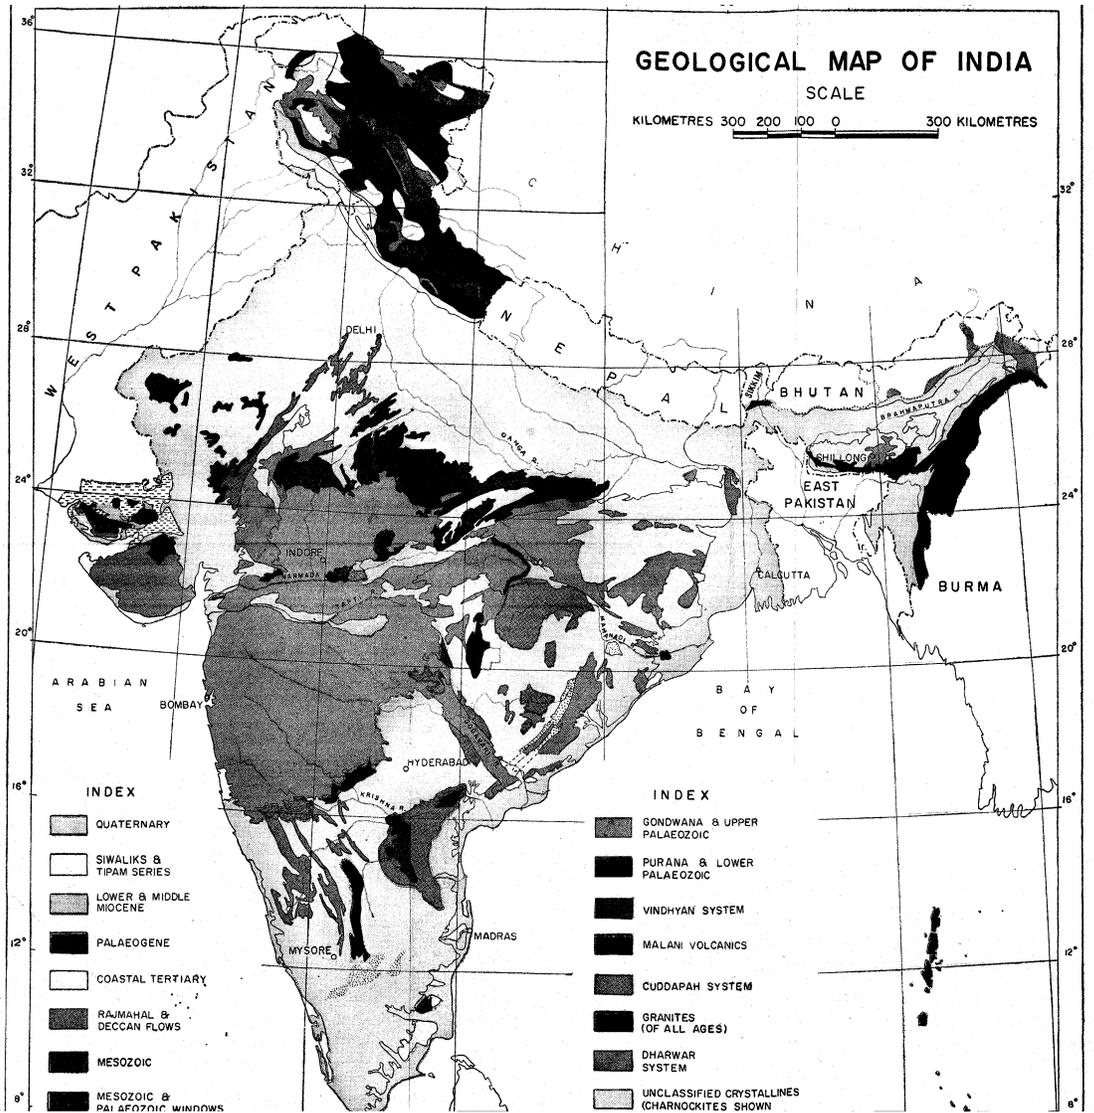 GEOLOGICAL MAP OF INDIA
SCALE
KILOMETRES 300 200 100 0 300 KILOMETRES
36°
32°
28°
24°
20°
16°
12°
8°
32°
28°
24°
20°
16°
12°
8°
WEST PAKISTAN
CHINA
NEPAL
SIKKIM
BHUTAN
BRAHMAPUTRA R.
SHILLONG
EAST
PAKISTAN
BURMA
DELHI
GANGA R.
INDORE
NARMADA
TAPTI R.
CALCUTTA
MAHANADI
ARABIAN
SEA
BOMBAY
BAY
OF
BENGAL
GODAVARI
HYDERABAD
KRISHNA R.
MADRAS
MYSORE
INDEX
QUATERNARY
SIWALIKS &
TIPAM SERIES
LOWER & MIDDLE
MIOCENE
PALAEOGENE
COASTAL TERTIARY
RAJMAHAL &
DECCAN FLOWS
MESOZOIC
MESOZOIC &
PALAEOZOIC WINDOWS
INDEX
GONDWANA & UPPER
PALAEOZOIC
PURANA & LOWER
PALAEOZOIC
VINDHYAN SYSTEM
MALANI VOLCANICS
CUDDAPAH SYSTEM
GRANITES
(OF ALL AGES)
DHARWAR
SYSTEM
UNCLASSIFIED CRYSTALLINES
(CHARNOCKITES SHOWN